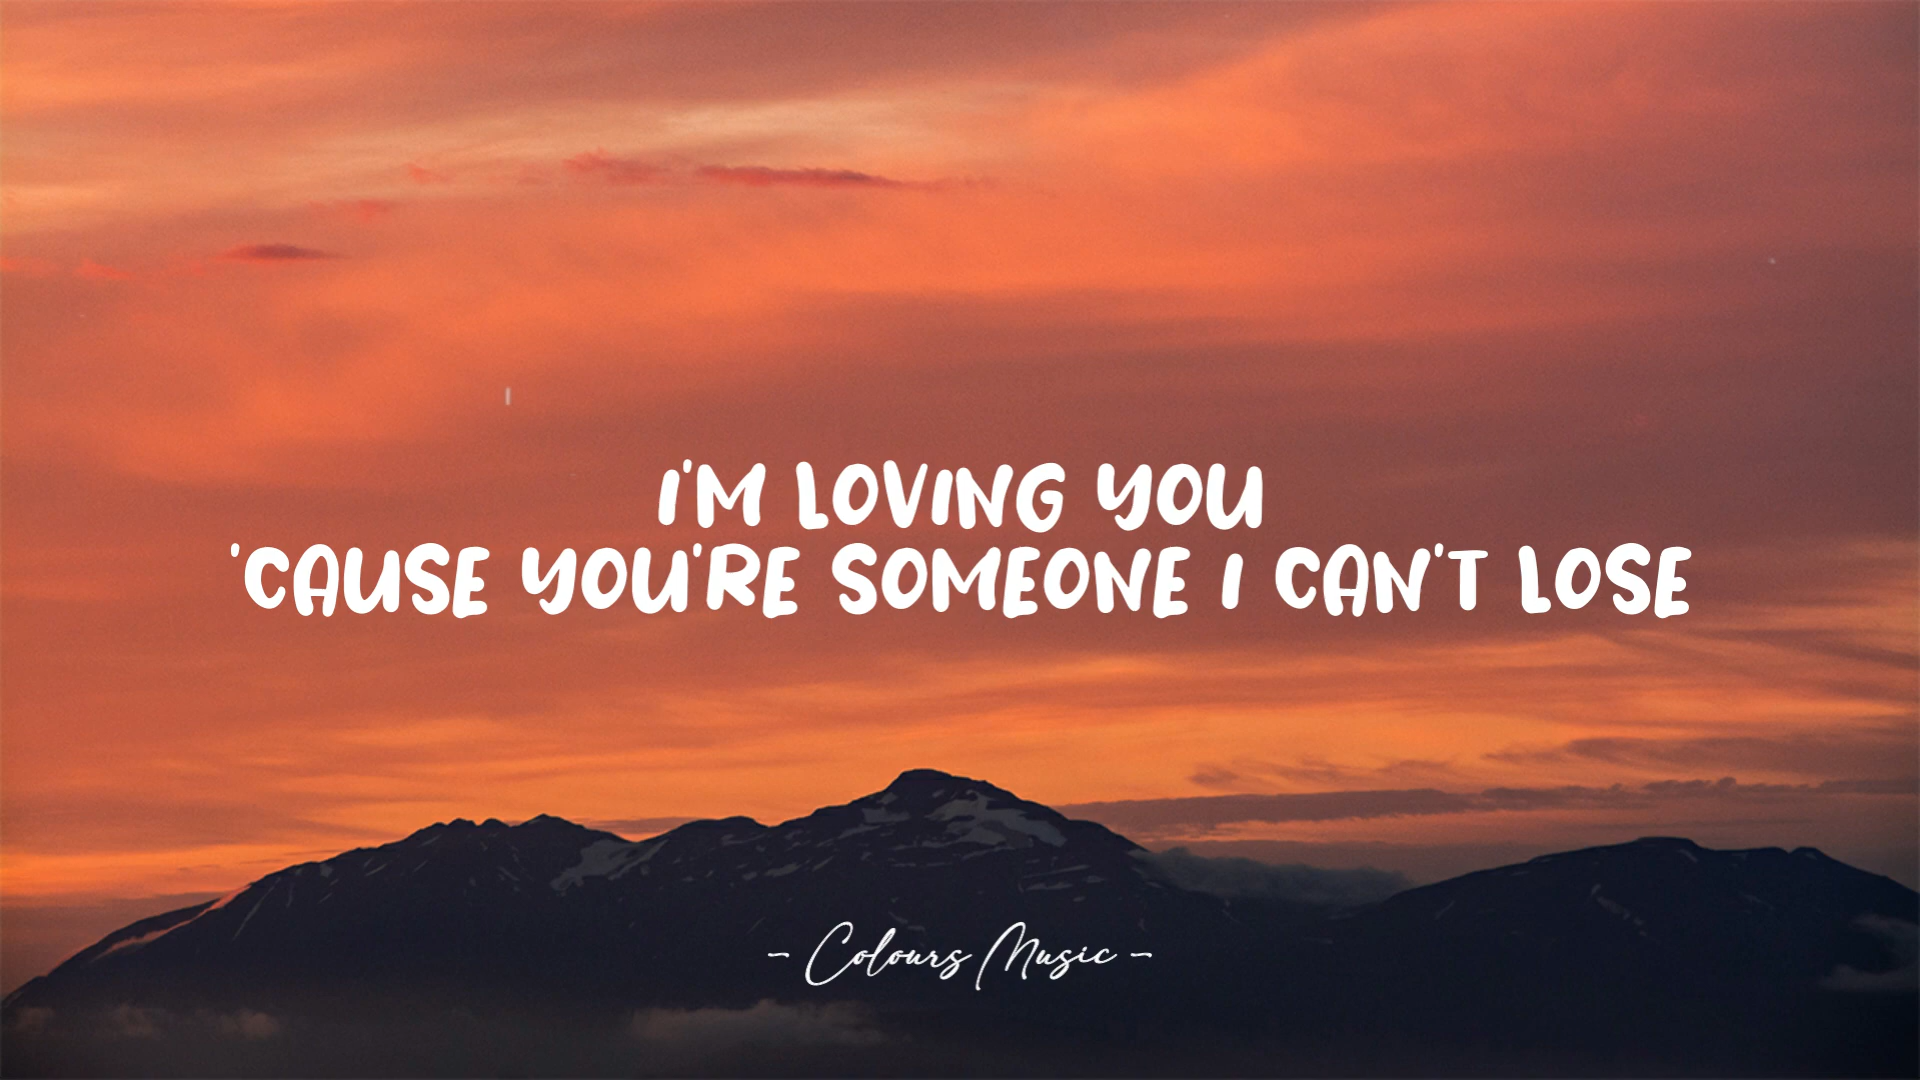 I'M LOVING YOU
'CAUSE YOU'RE SOMEONE I CAN'T LOSE
- Colours Music -